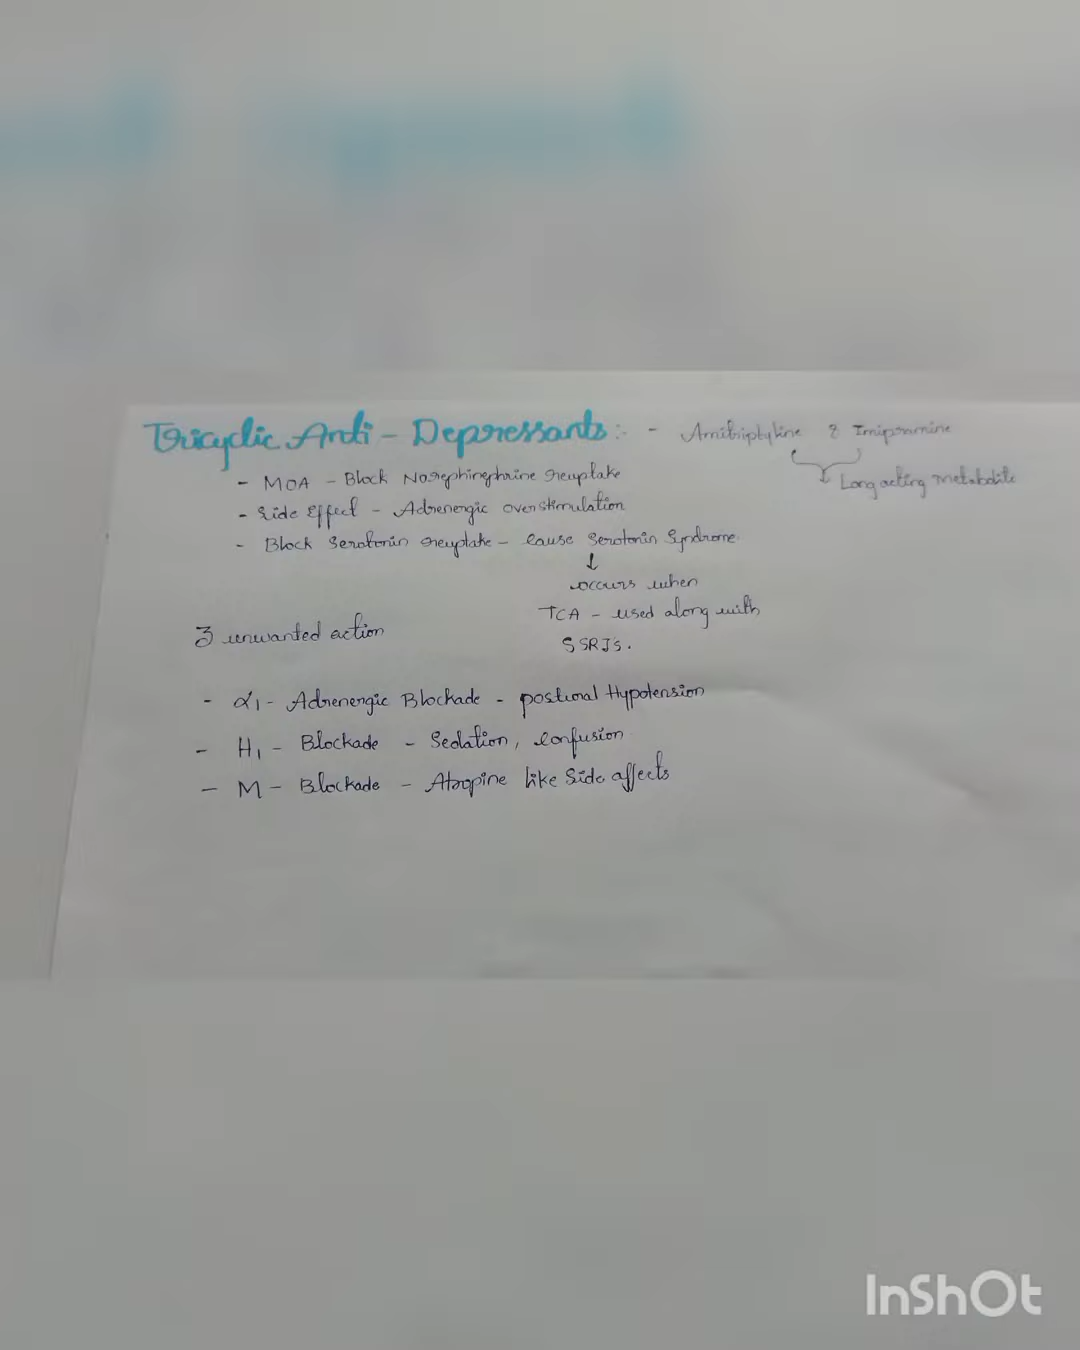 Tricyclic Anti - Depressants :- - Amitriptyline & Imipramine
Long acting metabolite
- MOA - Block Norephinephrine reuptake
- Side Effect - Adrenergic overstimulation
- Block Serotonin reuptake - Cause Serotonin Syndrome
occurs when
TCA - used along with
SSRIs.
3 unwanted action
- α1 - Adrenergic Blockade - postural Hypotension
- H1 - Blockade - Sedation, confusion
- M - Blockade - Atropine like Side affects
InShOt